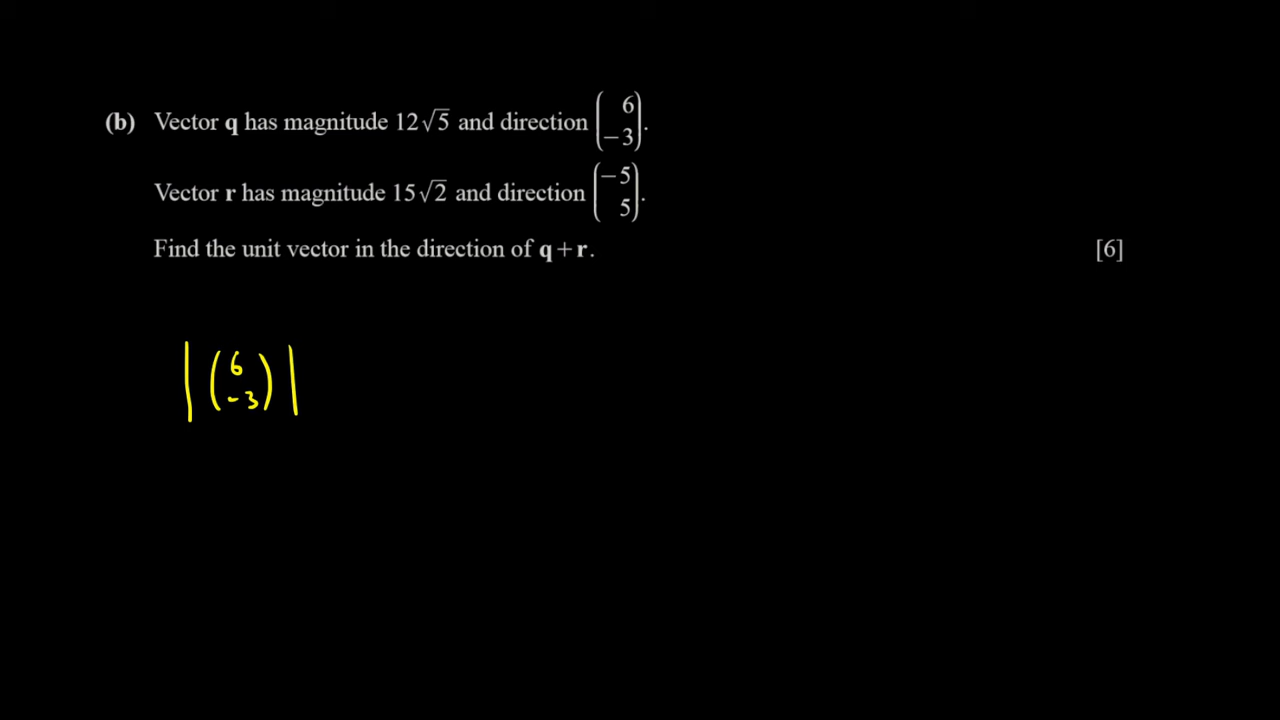 (b) Vector q has magnitude 12√5 and direction (6
−3).
Vector r has magnitude 15√2 and direction (−5
5).
Find the unit vector in the direction of q+r. [6]
|(6
-3)|